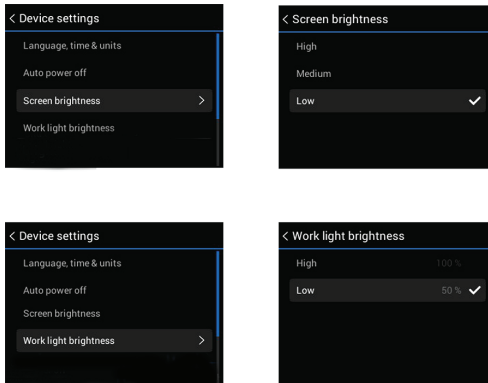 Device settings
Language, time & units
Auto power off
Screen brightness
Work light brightness
Screen brightness
High
Medium
Low
Device settings
Language, time & units
Auto power off
Screen brightness
Work light brightness
Work light brightness
High 100 %
Low 50 %